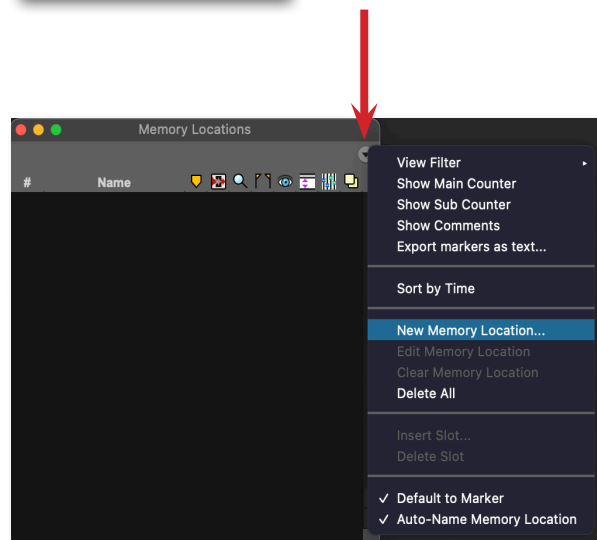 Memory Locations
# Name
View Filter
Show Main Counter
Show Sub Counter
Show Comments
Export markers as text...
Sort by Time
New Memory Location...
Edit Memory Location
Clear Memory Location
Delete All
Insert Slot...
Delete Slot
✓ Default to Marker
✓ Auto-Name Memory Location